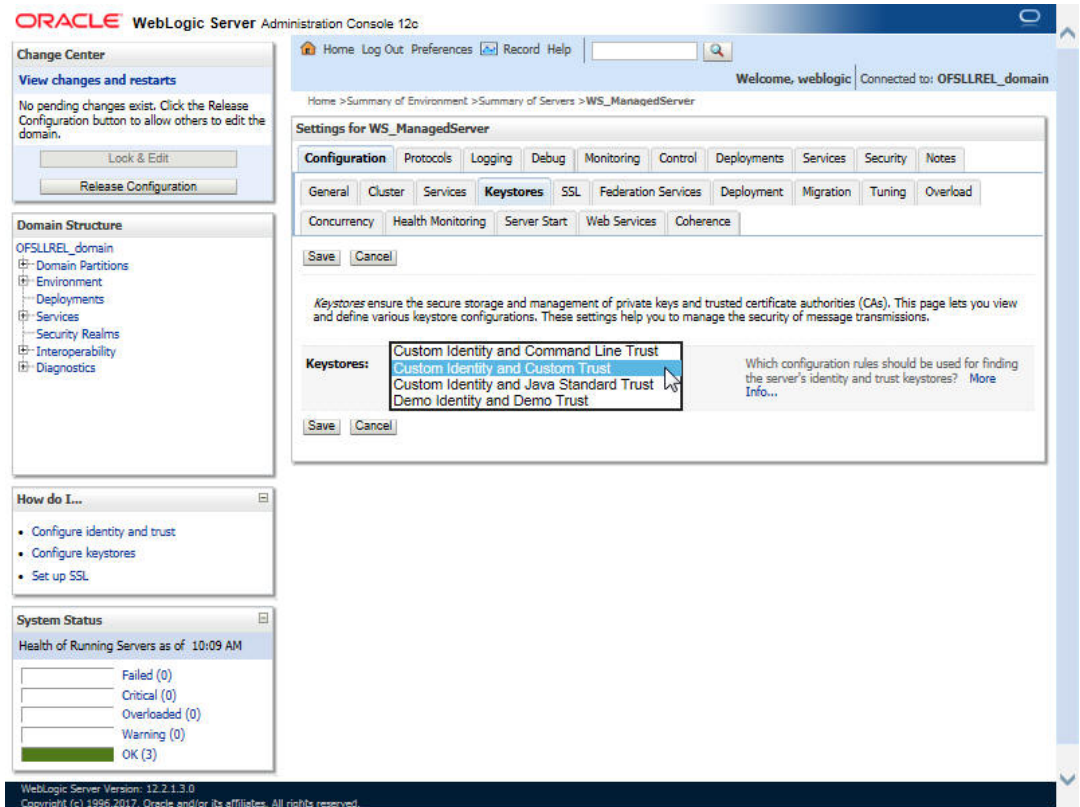 ORACLE WebLogic Server Administration Console 12c
Change Center
View changes and restarts
No pending changes exist. Click the Release
Configuration button to allow others to edit the
domain.
Lock & Edit
Release Configuration
Domain Structure
OFSLLREL_domain
Domain Partitions
Environment
Deployments
Services
Security Realms
Interoperability
Diagnostics
How do I...
Configure identity and trust
Configure keystores
Set up SSL
System Status
Health of Running Servers as of 10:09 AM
Failed (0)
Critical (0)
Overloaded (0)
Warning (0)
OK (3)
Home Log Out Preferences Record Help
Welcome, weblogic Connected to: OFSLLREL_domain
Home >Summary of Environment >Summary of Servers >WS_ManagedServer
Settings for WS_ManagedServer
Configuration Protocols Logging Debug Monitoring Control Deployments Services Security Notes
General Cluster Services Keystores SSL Federation Services Deployment Migration Tuning Overload
Concurrency Health Monitoring Server Start Web Services Coherence
Save Cancel
Keystores ensure the secure storage and management of private keys and trusted certificate authorities (CAs). This page lets you view
and define various keystore configurations. These settings help you to manage the security of message transmissions.
Keystores:
Custom Identity and Command Line Trust
Custom Identity and Custom Trust
Custom Identity and Java Standard Trust
Demo Identity and Demo Trust
Which configuration rules should be used for finding
the server's identity and trust keystores? More
Info...
Save Cancel
WebLogic Server Version: 12.2.1.3.0
Copyright (c) 1996,2017, Oracle and/or its affiliates. All rights reserved.